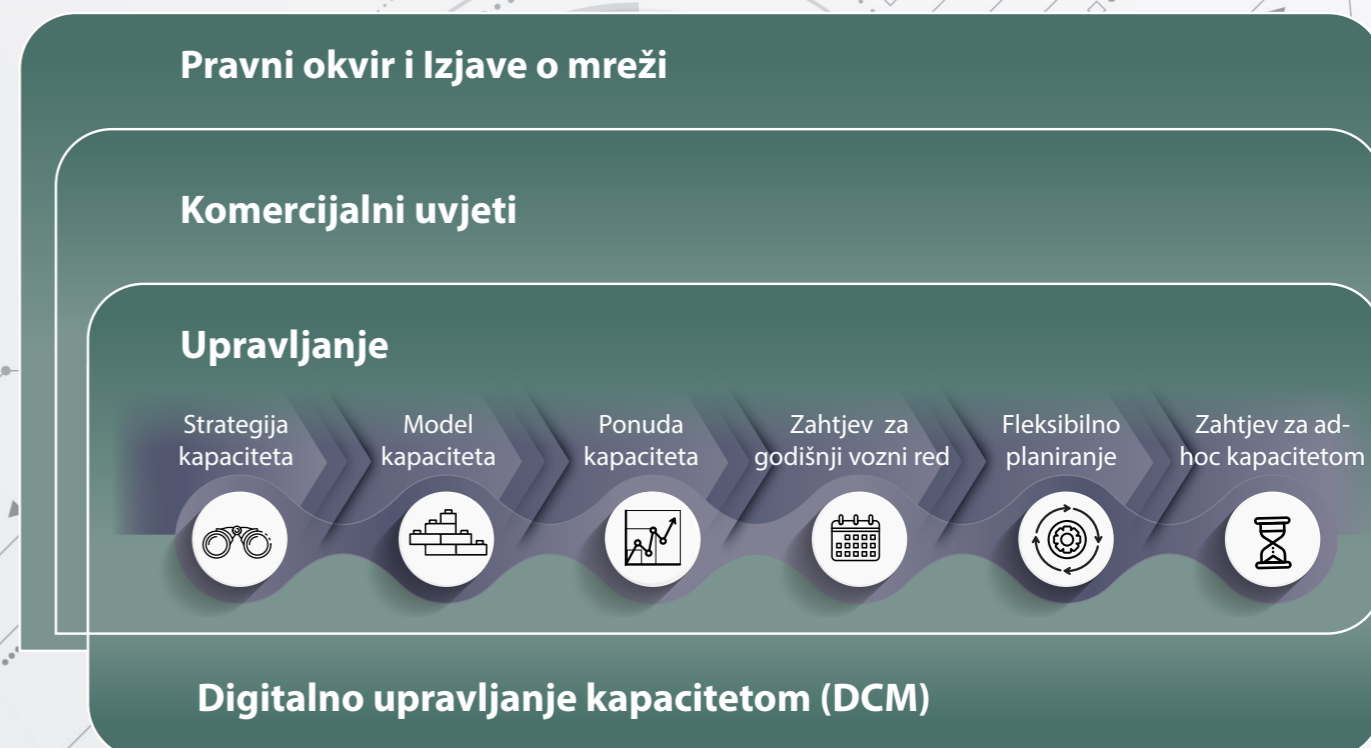 Pravni okvir i Izjave o mreži
Komercijalni uvjeti
Upravljanje
Strategija
kapaciteta
Model
kapaciteta
Ponuda
kapaciteta
Zahtjev za
godišnji vozni red
Fleksibilno
planiranje
Zahtjev za ad-
hoc kapacitetom
Digitalno upravljanje kapacitetom (DCM)